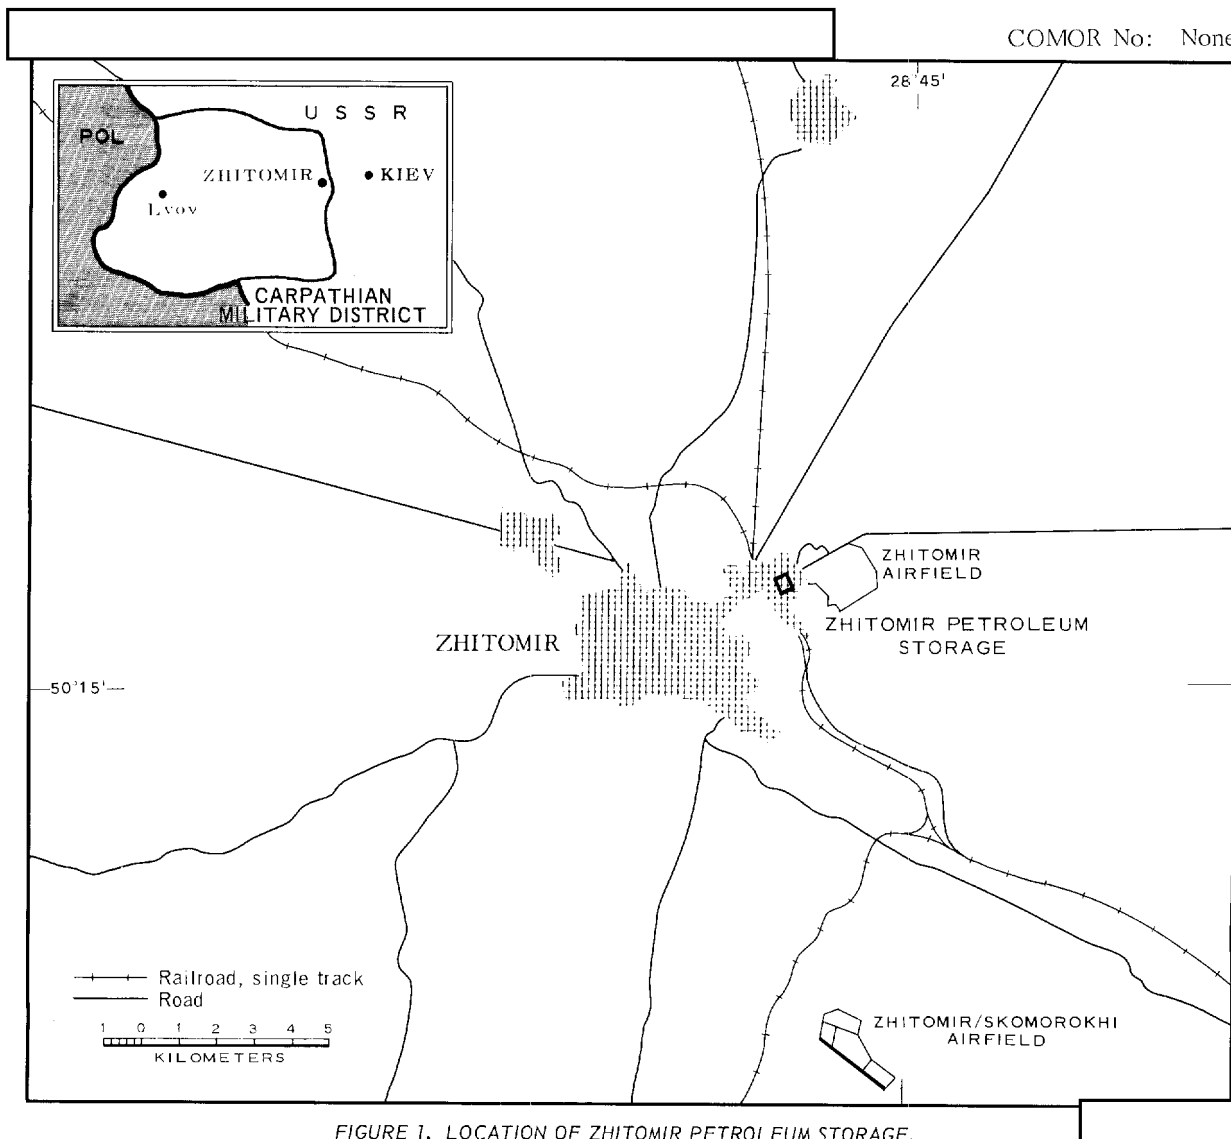 COMOR No: None
28°45'
U S S R
POL
ZHITOMIR
KIEV
Lvov
CARPATHIAN
MILITARY DISTRICT
ZHITOMIR
AIRFIELD
ZHITOMIR PETROLEUM
STORAGE
ZHITOMIR
50°15'
Railroad, single track
Road
1 0 1 2 3 4 5
KILOMETERS
ZHITOMIR/SKOMOROKHI
AIRFIELD
FIGURE 1. LOCATION OF ZHITOMIR PETROLEUM STORAGE.